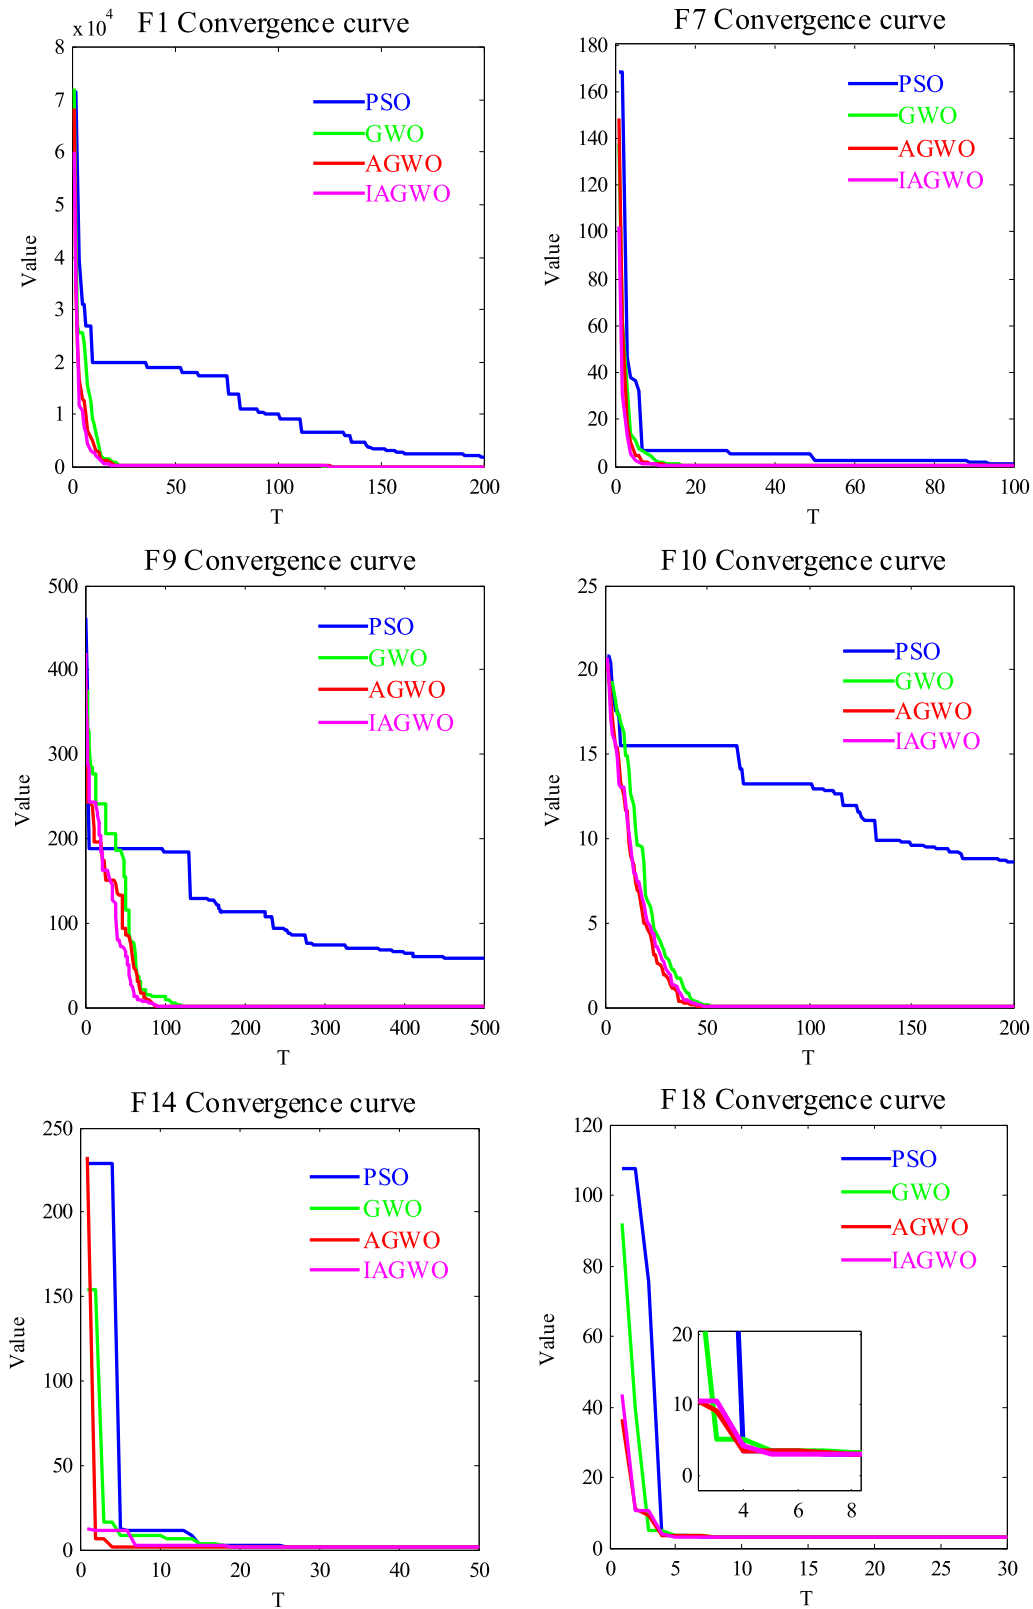 x10⁴ F1 Convergence curve
8
7
6
5
4
3
2
1
0
Value
PSO
GWO
AGWO
IAGWO
0 50 100 150 200
T
F7 Convergence curve
180
160
140
120
100
80
60
40
20
0
Value
PSO
GWO
AGWO
IAGWO
0 20 40 60 80 100
T
F9 Convergence curve
500
400
300
200
100
0
Value
PSO
GWO
AGWO
IAGWO
0 100 200 300 400 500
T
F10 Convergence curve
25
20
15
10
5
0
Value
PSO
GWO
AGWO
IAGWO
0 50 100 150 200
T
F14 Convergence curve
250
200
150
100
50
0
Value
PSO
GWO
AGWO
IAGWO
0 10 20 30 40 50
T
F18 Convergence curve
120
100
80
60
40
20
0
Value
PSO
GWO
AGWO
IAGWO
20
10
0
4 6 8
0 5 10 15 20 25 30
T